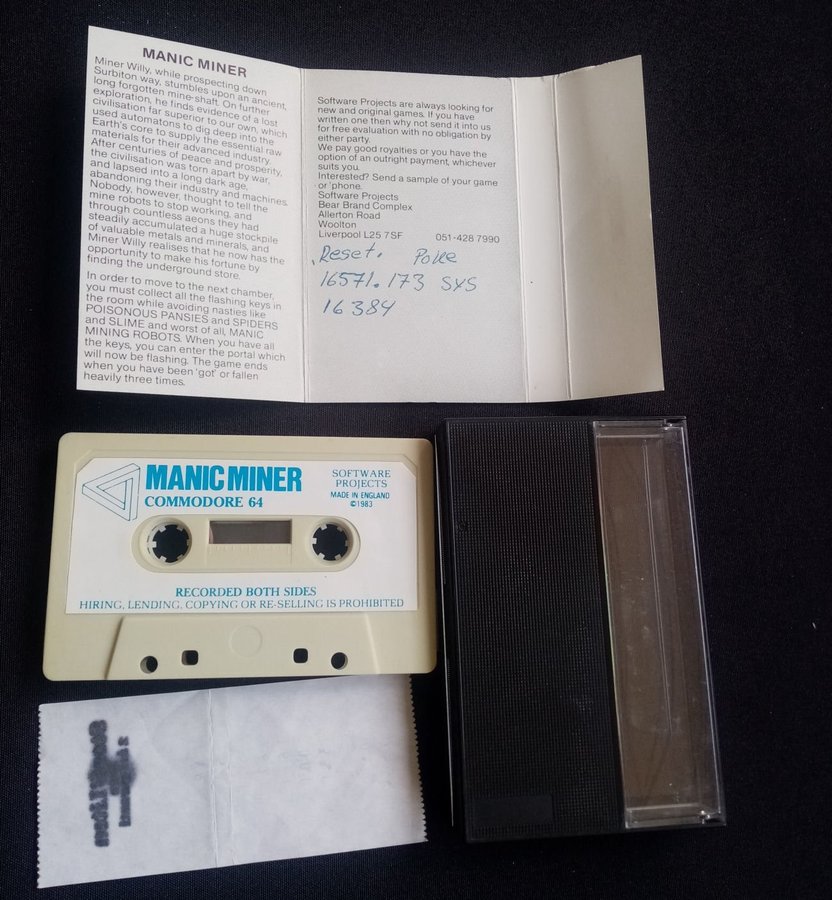 MANIC MINER
Miner Willy, while prospecting down
Surbiton way, stumbles upon an ancient,
long forgotten mine-shaft. On further
exploration, he finds evidence of a lost
civilisation far superior to our own, which
used automatons to dig deep into the
Earth's core to supply the essential raw
materials for their advanced industry.
After centuries of peace and prosperity,
the civilisation was torn apart by war,
and lapsed into a long dark age,
abandoning their industry and machines.
Nobody, however, thought to tell the
mine robots to stop working, and
through countless aeons they had
steadily accumulated a huge stockpile
of valuable metals and minerals, and
Miner Willy realises that he now has the
opportunity to make his fortune by
finding the underground store.
In order to move to the next chamber,
you must collect all the flashing keys in
the room while avoiding nasties like
POISONOUS PANSIES and SPIDERS
and SLIME and worst of all, MANIC
MINING ROBOTS. When you have all
the keys, you can enter the portal which
will now be flashing. The game ends
when you have been 'got' or fallen
heavily three times.
Software Projects are always looking for
new and original games. If you have
written one then why not send it into us
for free evaluation with no obligation by
either party.
We pay good royalties or you have the
option of an outright payment, whichever
suits you.
Interested? Send a sample of your game
or 'phone.
Software Projects
Bear Brand Complex
Allerton Road
Woolton
Liverpool L25 7SF 051-428 7990
Reset. Poke
16571.173 SYS
16384
MANIC MINER
COMMODORE 64
SOFTWARE
PROJECTS
MADE IN ENGLAND
©1983
RECORDED BOTH SIDES
HIRING, LENDING, COPYING OR RE-SELLING IS PROHIBITED